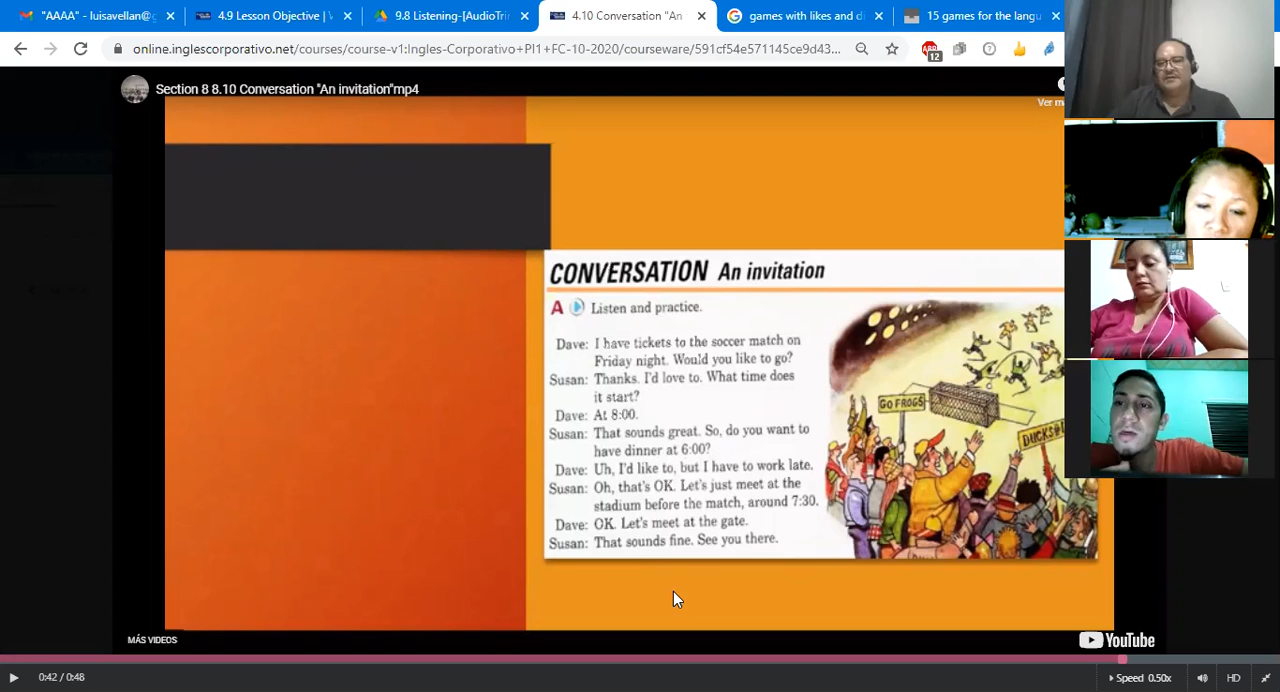 "AAAA" - luisavellan@g
4.9 Lesson Objective | V
9.8 Listening-[AudioTrim
4.10 Conversation "An
games with likes and di
15 games for the langu
online.inglescorporativo.net/courses/course-v1:Ingles-Corporativo+PI1+FC-10-2020/courseware/591cf54e571145ce9d43...
12
Section 8 8.10 Conversation "An invitation"mp4
Ver m
CONVERSATION An invitation
A Listen and practice.
Dave: I have tickets to the soccer match on
Friday night. Would you like to go?
Susan: Thanks. I'd love to. What time does
it start?
Dave: At 8:00.
Susan: That sounds great. So, do you want to
have dinner at 6:00?
Dave: Uh, I'd like to, but I have to work late.
Susan: Oh, that's OK. Let's just meet at the
stadium before the match, around 7:30.
Dave: OK. Let's meet at the gate.
Susan: That sounds fine. See you there.
GO FROGS
DUCKS
MÁS VIDEOS
YouTube
0:42 / 0:48
Speed 0.50x
HD